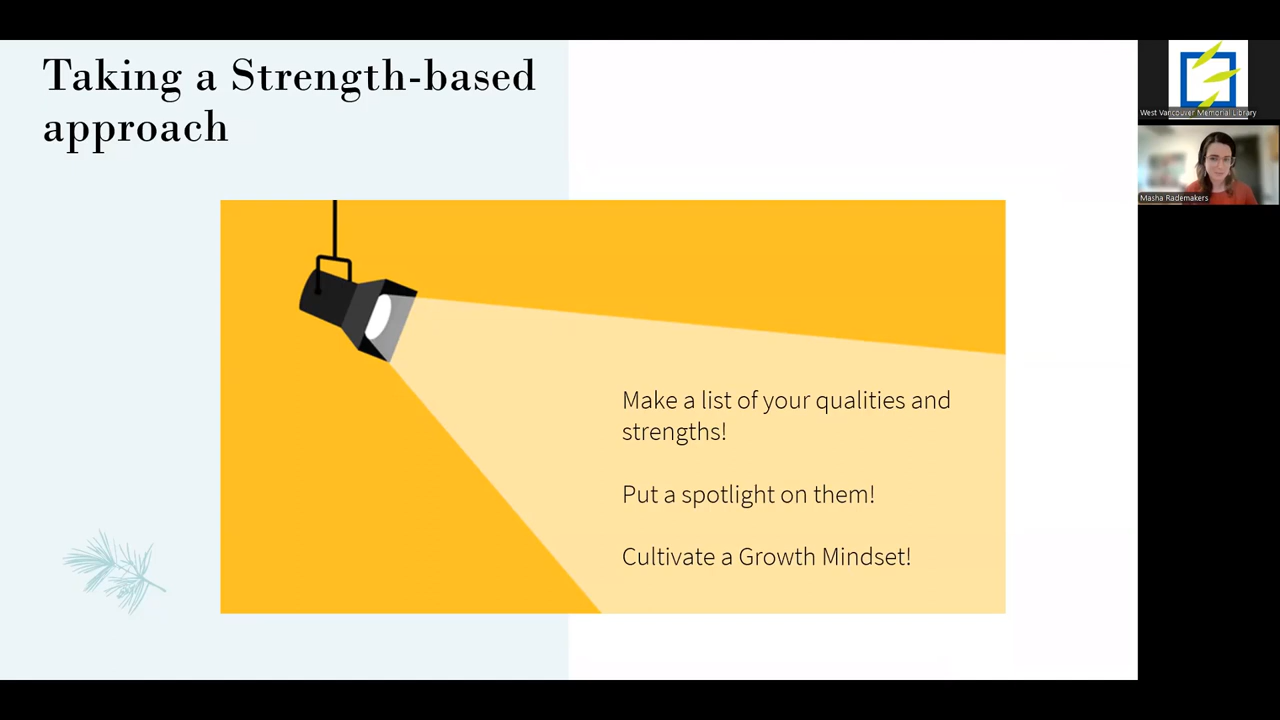 Taking a Strength-based
approach
Make a list of your qualities and
strengths!
Put a spotlight on them!
Cultivate a Growth Mindset!
West Vancouver Memorial Library
Masha Rademakers